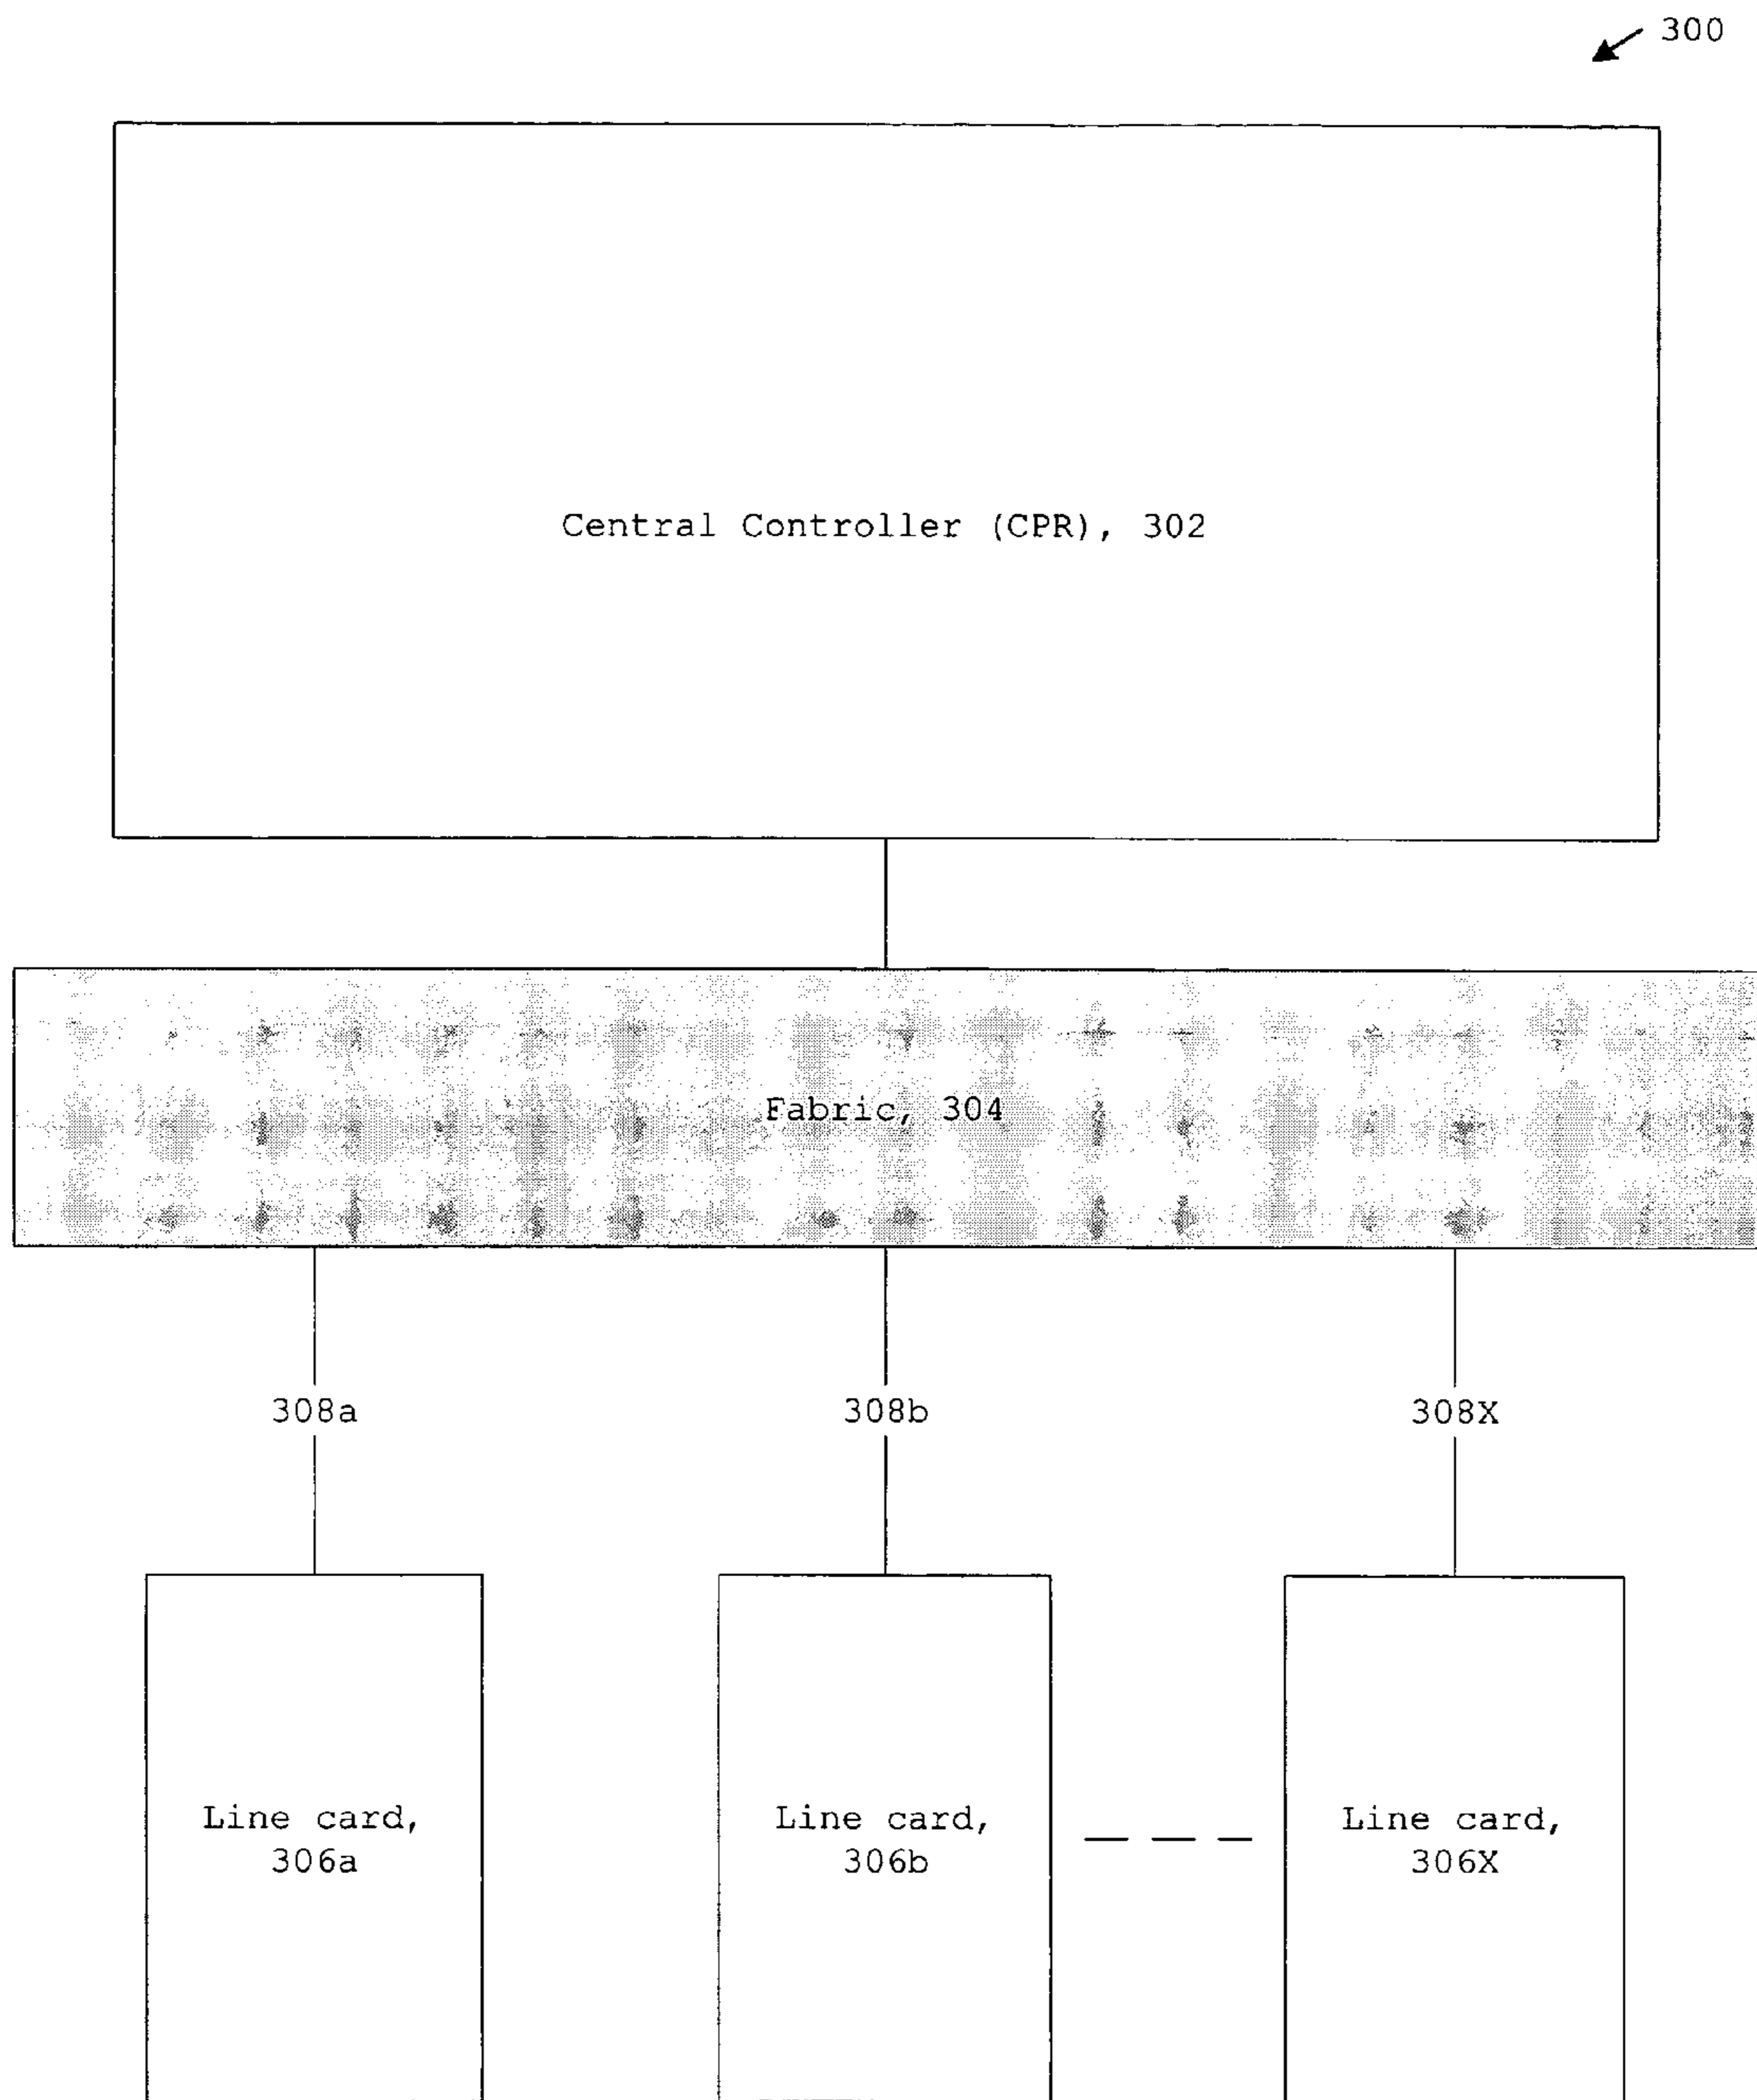 300
Central Controller (CPR), 302
Fabric, 304
308a
308b
308X
Line card,
306a
Line card,
306b
Line card,
306X